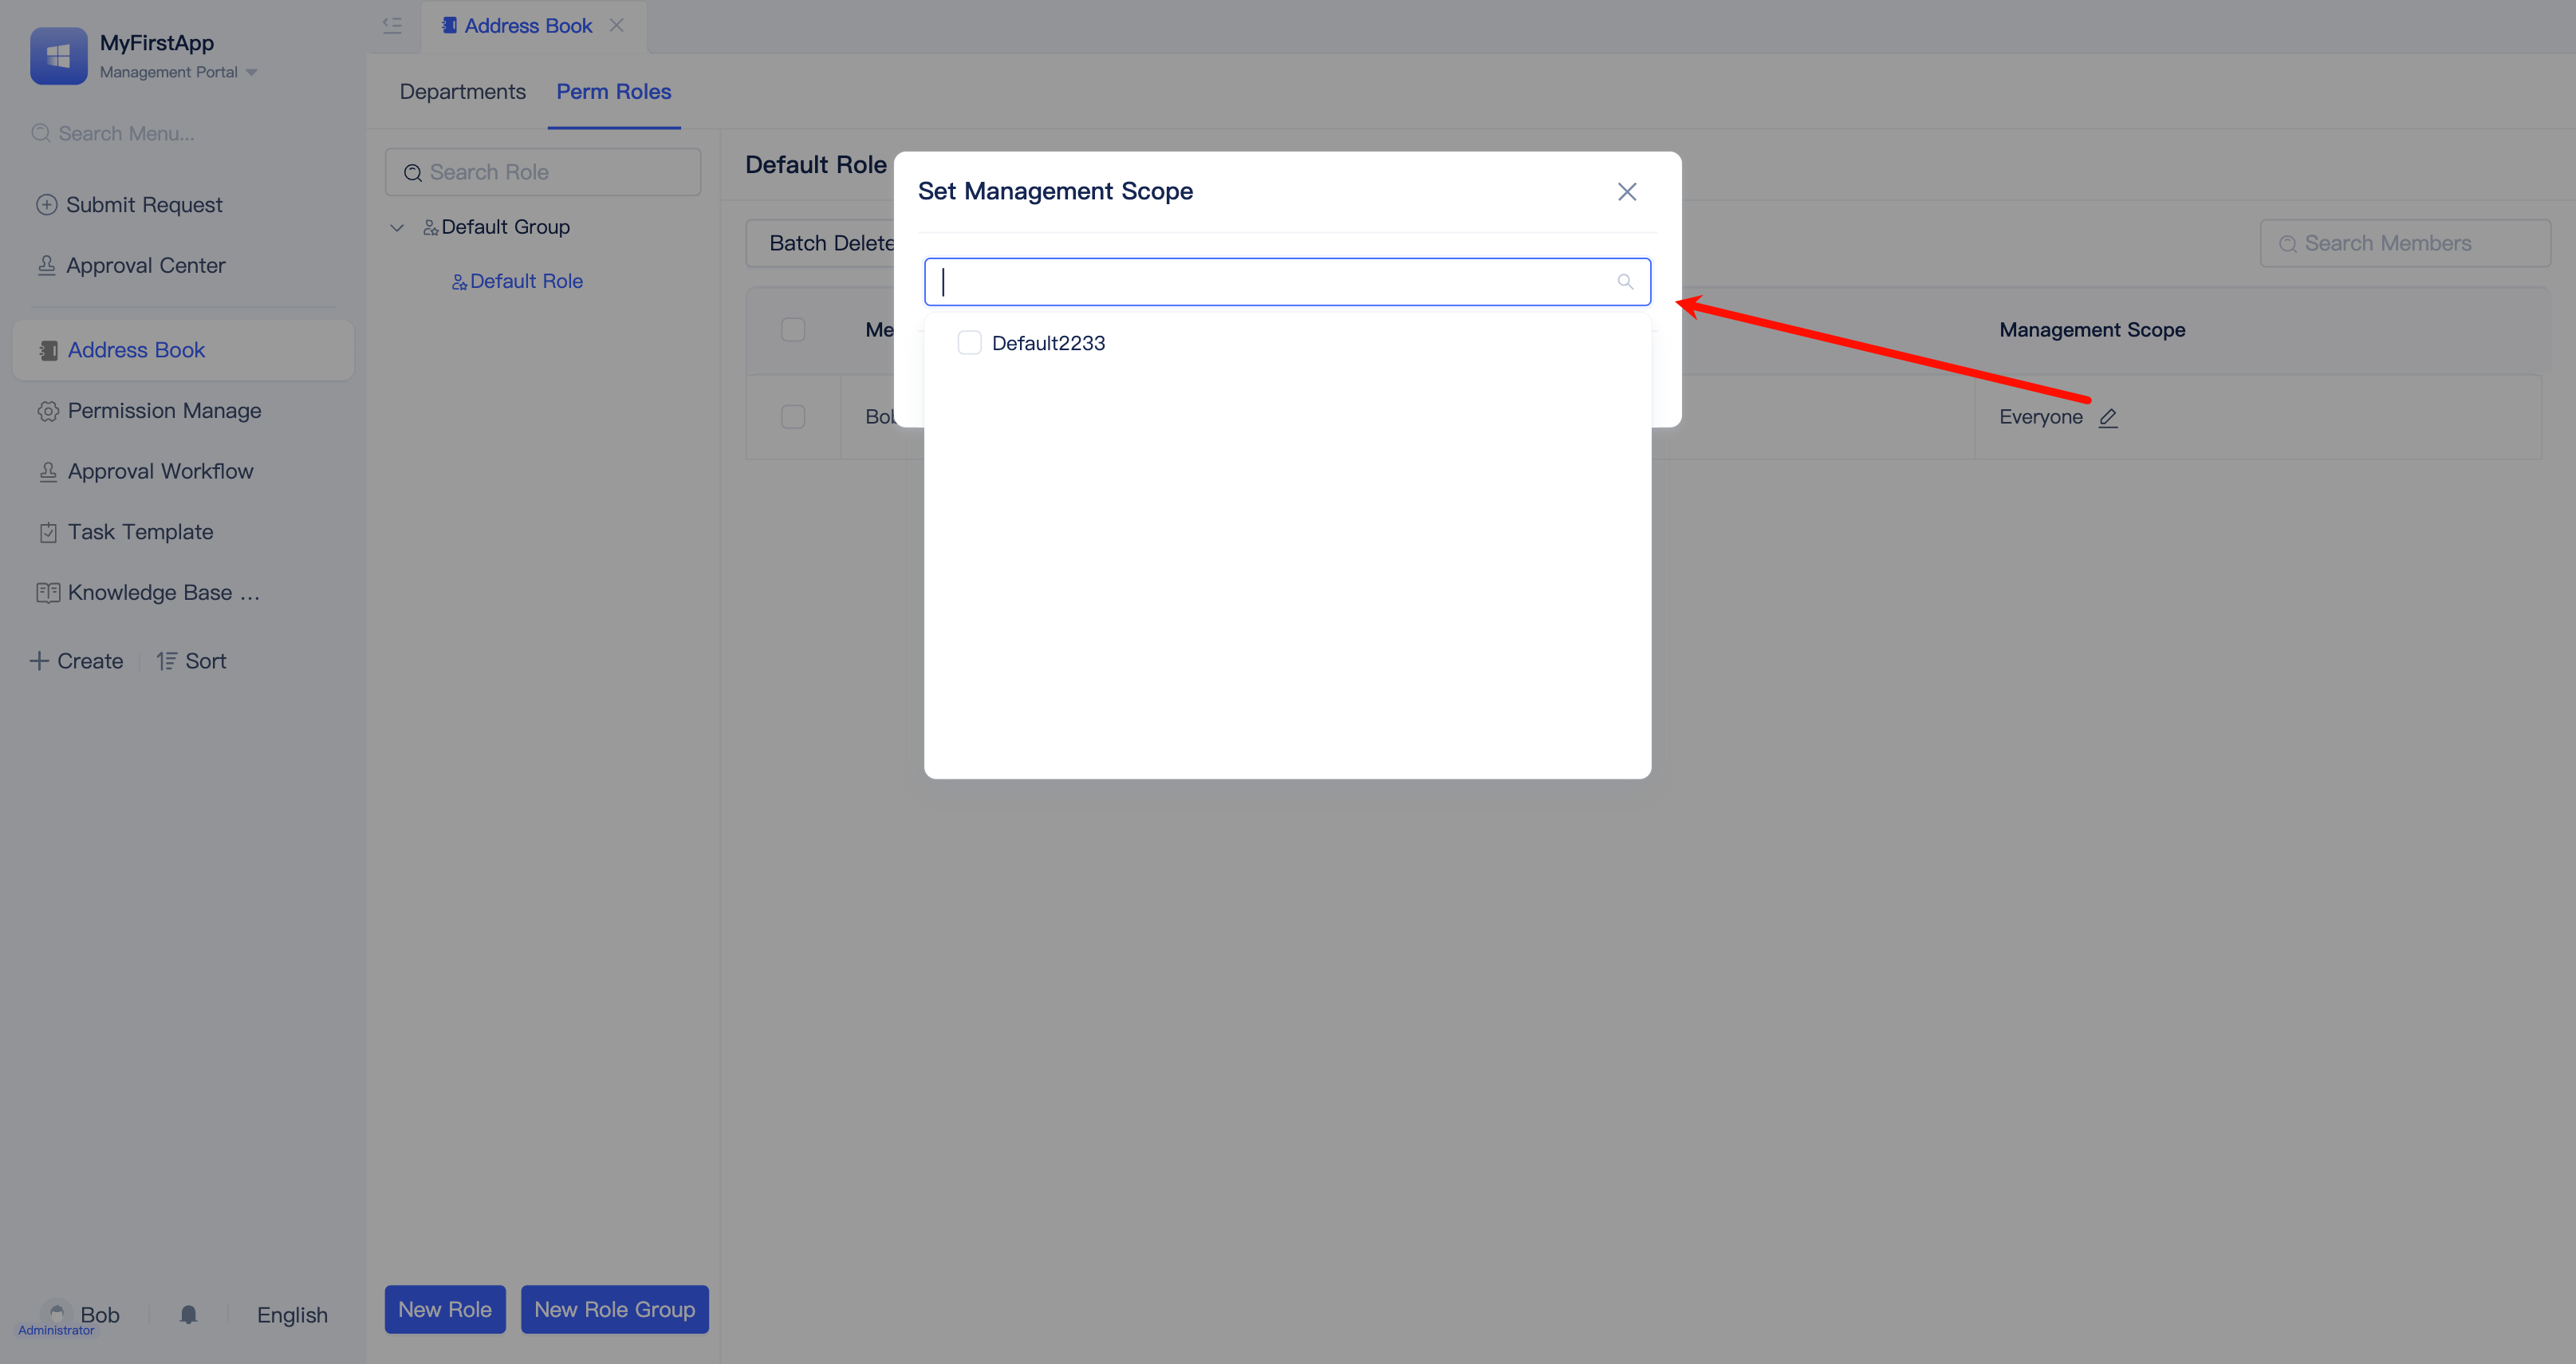 MyFirstApp
Management Portal
Search Menu...
Submit Request
Approval Center
Address Book
Permission Manage
Approval Workflow
Task Template
Knowledge Base ...
Create
Sort
Bob
Administrator
English
Address Book
Departments
Perm Roles
Search Role
Default Group
Default Role
New Role
New Role Group
Default Role
Batch Delete
Search Members
Me
Management Scope
Bob
Everyone
Set Management Scope
Default2233